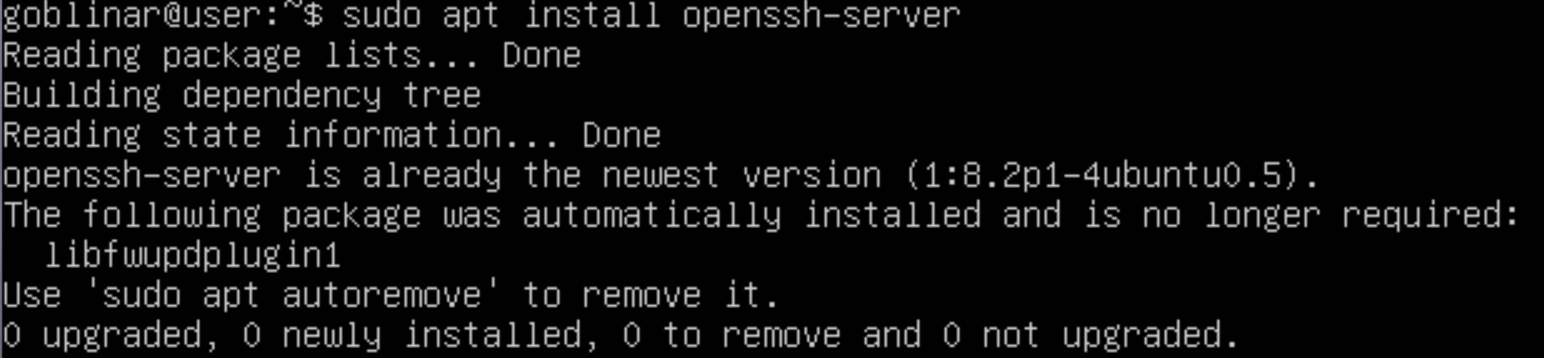 goblinar@user:~$ sudo apt install openssh-server
Reading package lists... Done
Building dependency tree
Reading state information... Done
openssh-server is already the newest version (1:8.2p1-4ubuntu0.5).
The following package was automatically installed and is no longer required:
  libfwupdplugin1
Use 'sudo apt autoremove' to remove it.
0 upgraded, 0 newly installed, 0 to remove and 0 not upgraded.